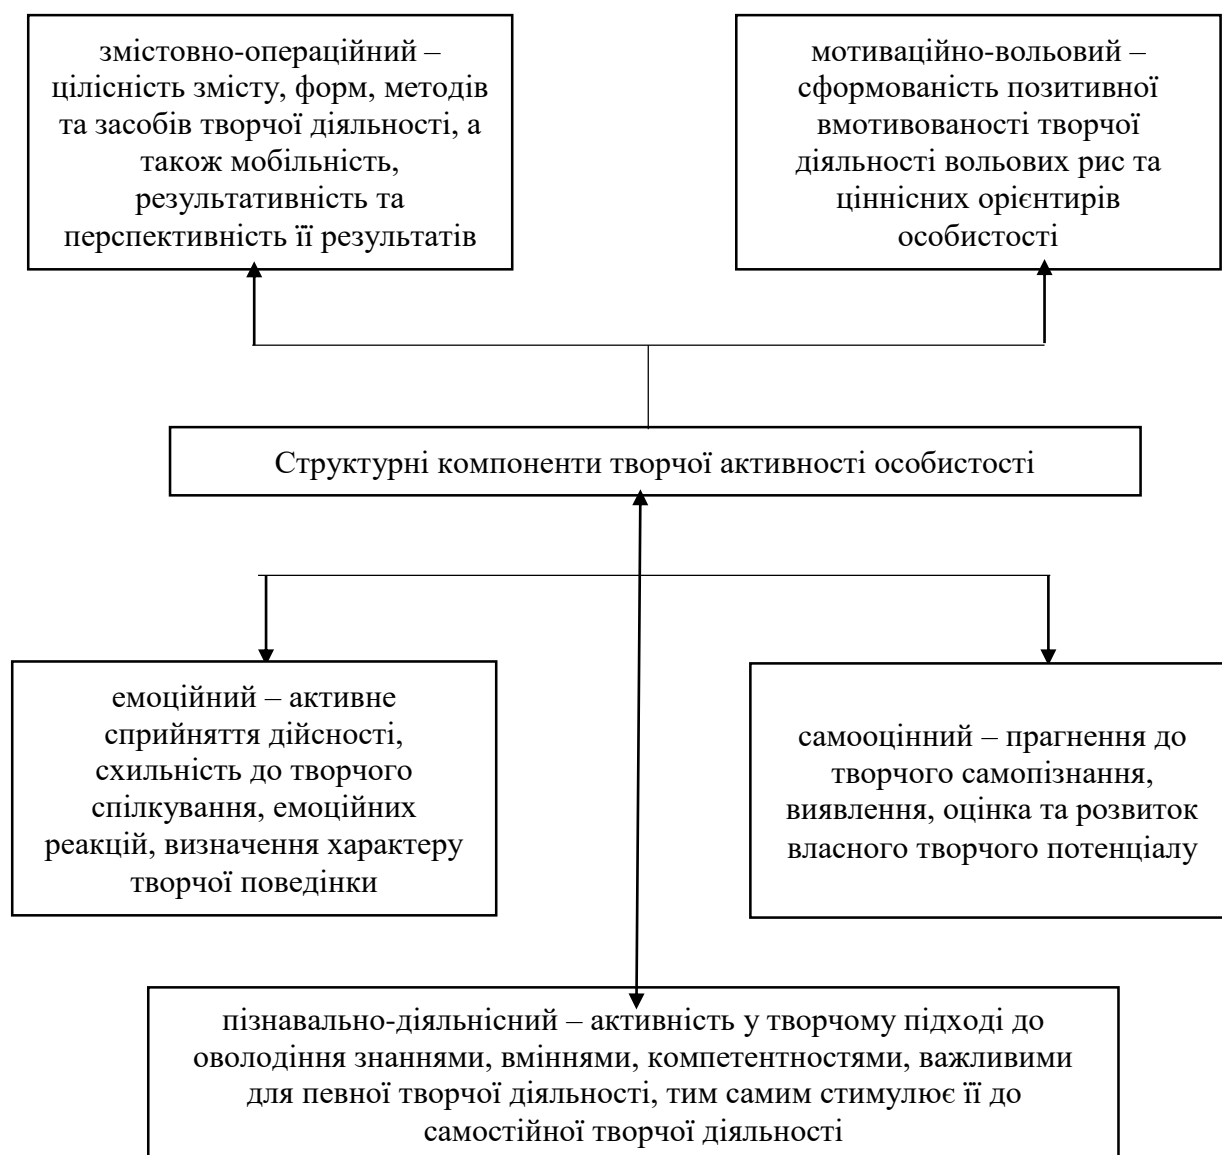 змістовно-операційний –
цілісність змісту, форм, методів
та засобів творчої діяльності, а
також мобільність,
результативність та
перспективність її результатів
мотиваційно-вольовий –
сформованість позитивної
вмотивованості творчої
діяльності вольових рис та
ціннісних орієнтирів
особистості
Структурні компоненти творчої активності особистості
емоційний – активне
сприйняття дійсності,
схильність до творчого
спілкування, емоційних
реакцій, визначення характеру
творчої поведінки
самооцінний – прагнення до
творчого самопізнання,
виявлення, оцінка та розвиток
власного творчого потенціалу
пізнавально-діяльнісний – активність у творчому підході до
оволодіння знаннями, вміннями, компетентностями, важливими
для певної творчої діяльності, тим самим стимулює її до
самостійної творчої діяльності